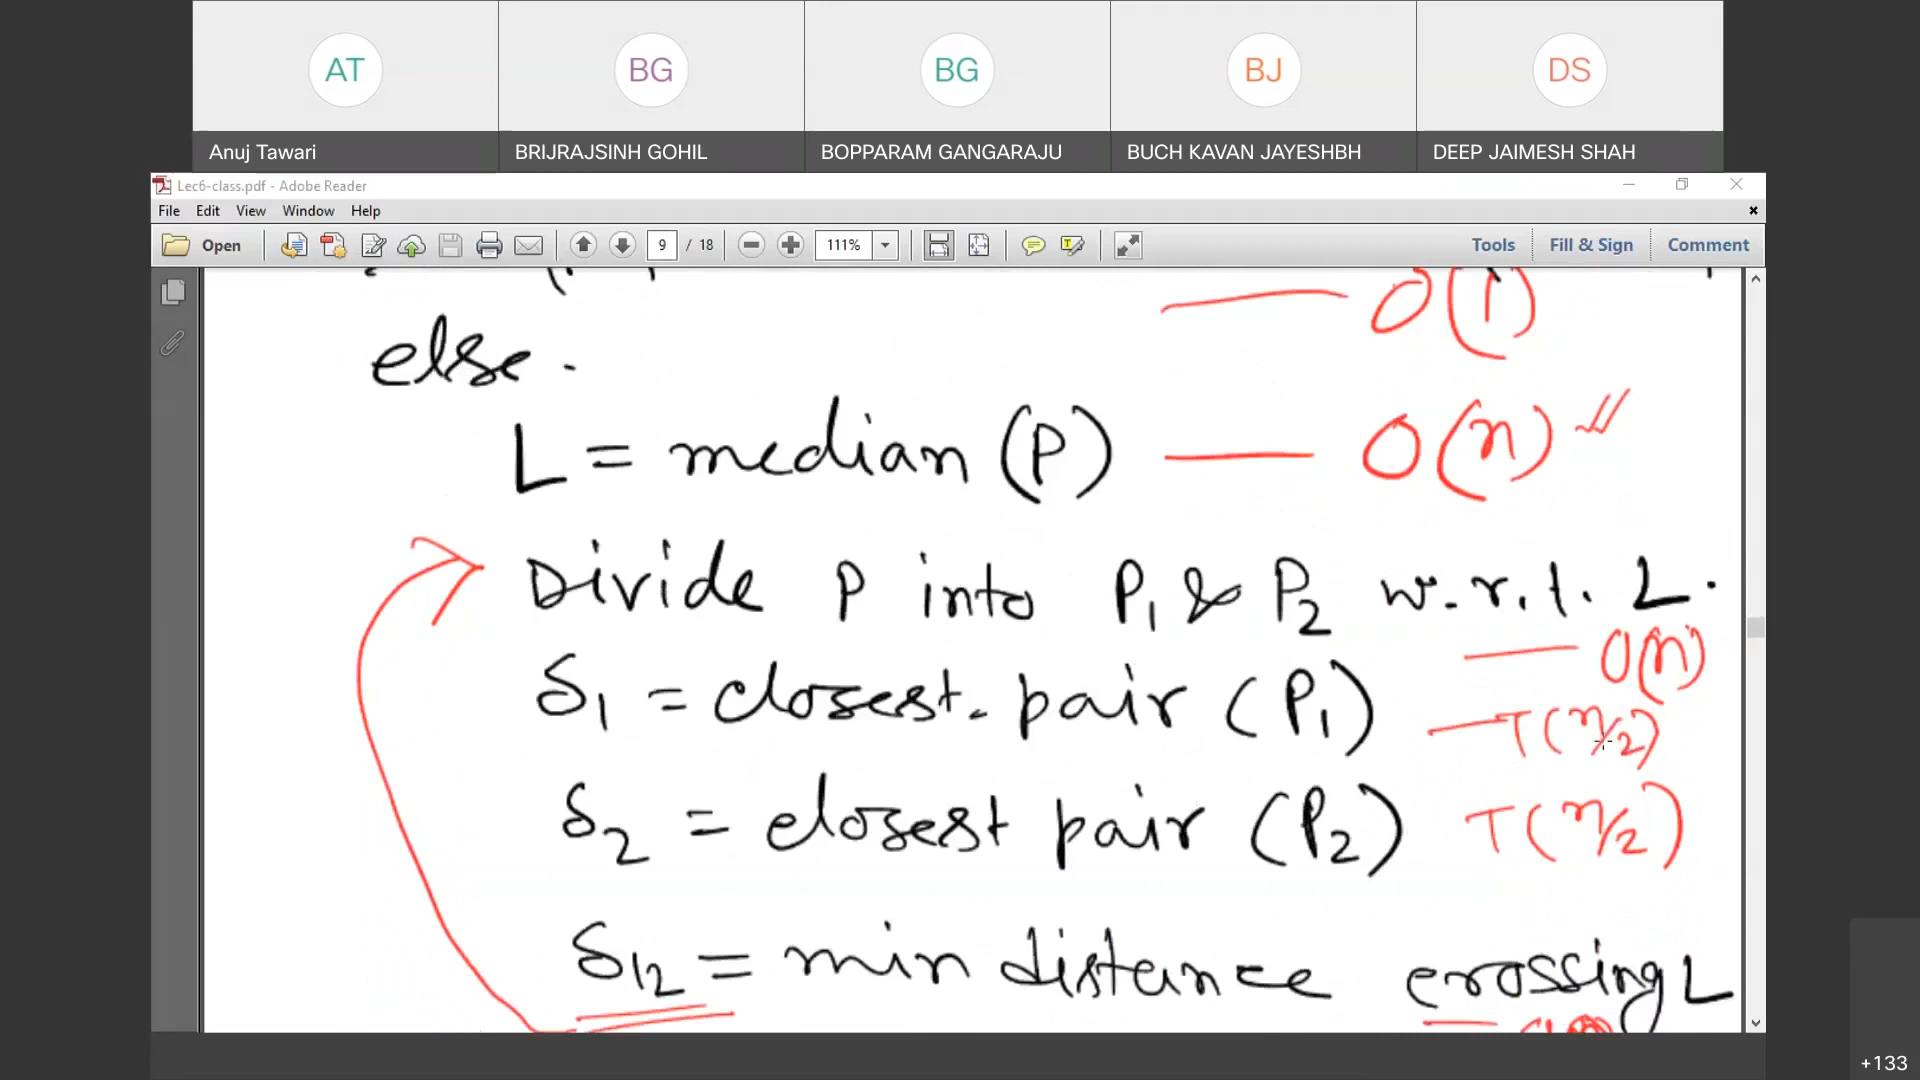 AT
BG
BG
BJ
DS
Anuj Tawari
BRIJRAJSINH GOHIL
BOPPARAM GANGARAJU
BUCH KAVAN JAYESHBH
DEEP JAIMESH SHAH
Lec6-class.pdf - Adobe Reader
File Edit View Window Help
Open
9 / 18
111%
Tools
Fill & Sign
Comment
— O(1)
else.
L = median (P) — O(n)
Divide P into P₁ & P₂ w.r.t. L.
— O(n)
δ₁ = closest-pair (P₁) — T(n/2)
δ₂ = closest pair (P₂) T(n/2)
δ₁₂ = min distance crossing L
+133